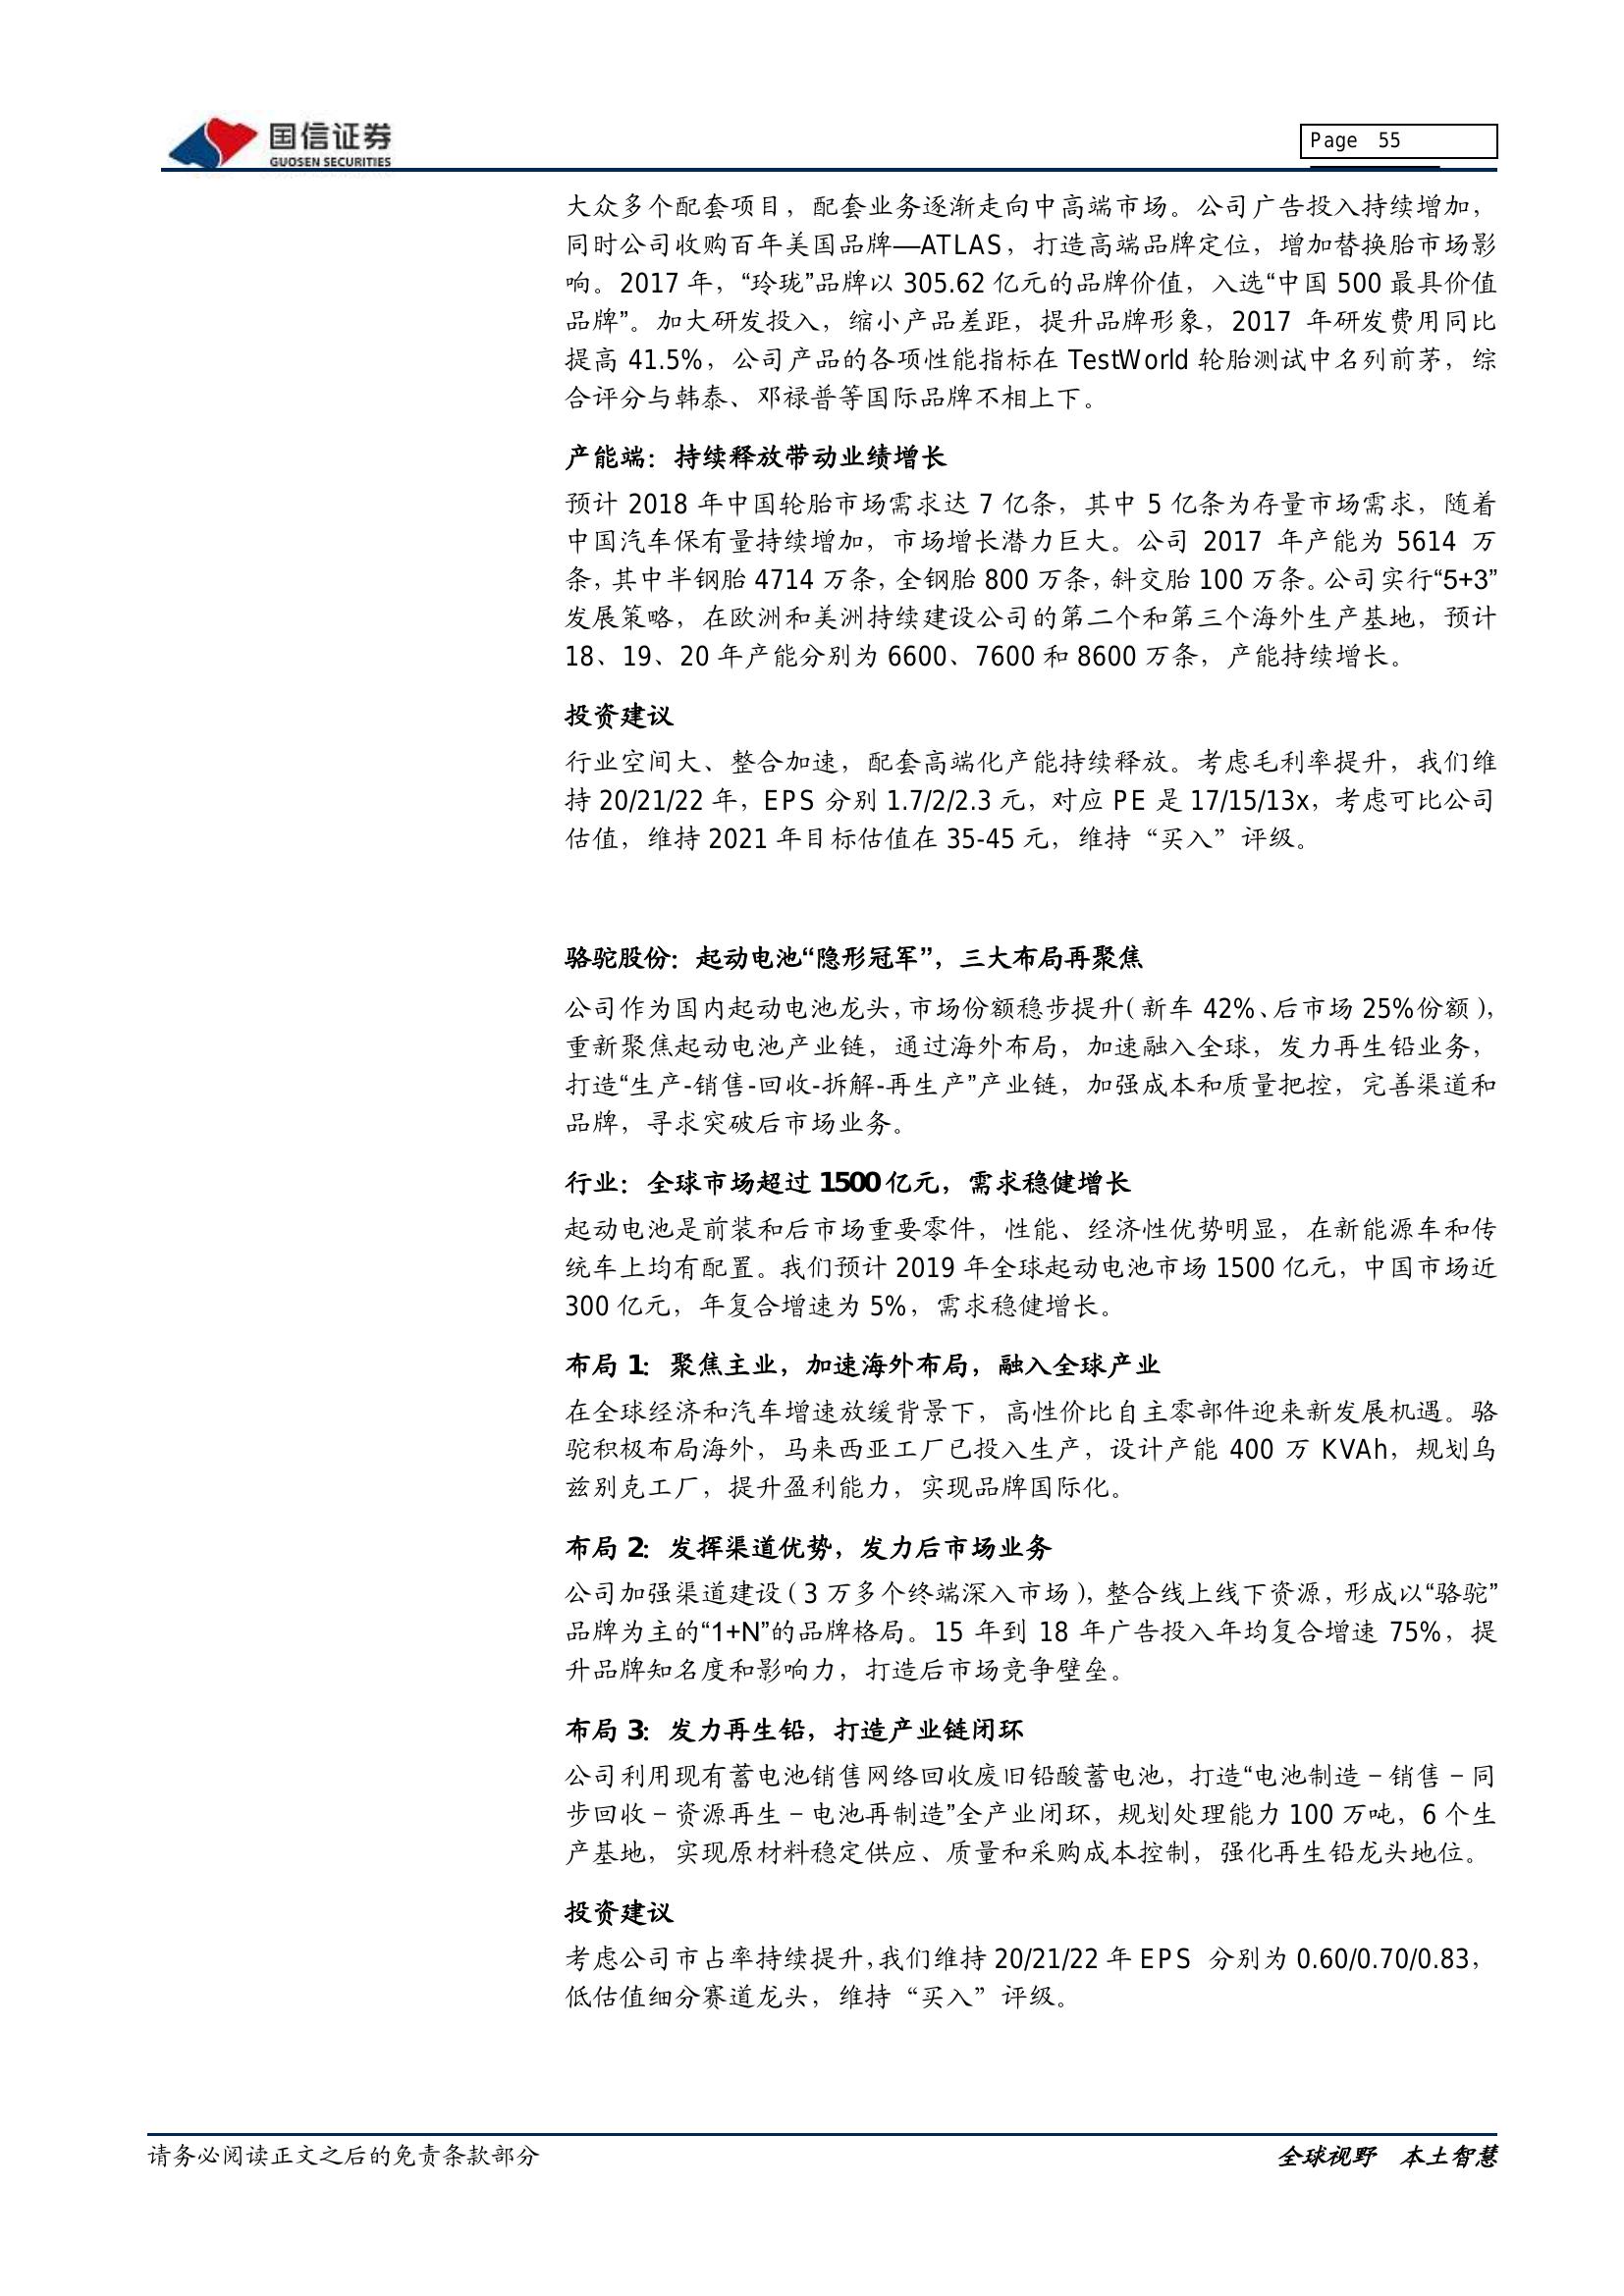 国信证券
GUOSEN SECURITIES
Page 55
大众多个配套项目，配套业务逐渐走向中高端市场。公司广告投入持续增加，
同时公司收购百年美国品牌—ATLAS，打造高端品牌定位，增加替换胎市场影
响。2017 年，“玲珑”品牌以 305.62 亿元的品牌价值，入选“中国 500 最具价值
品牌”。加大研发投入，缩小产品差距，提升品牌形象，2017 年研发费用同比
提高 41.5%，公司产品的各项性能指标在 TestWorld 轮胎测试中名列前茅，综
合评分与韩泰、邓禄普等国际品牌不相上下。
产能端：持续释放带动业绩增长
预计 2018 年中国轮胎市场需求达 7 亿条，其中 5 亿条为存量市场需求，随着
中国汽车保有量持续增加，市场增长潜力巨大。公司 2017 年产能为 5614 万
条，其中半钢胎 4714 万条，全钢胎 800 万条，斜交胎 100 万条。公司实行“5+3”
发展策略，在欧洲和美洲持续建设公司的第二个和第三个海外生产基地，预计
18、19、20 年产能分别为 6600、7600 和 8600 万条，产能持续增长。
投资建议
行业空间大、整合加速，配套高端化产能持续释放。考虑毛利率提升，我们维
持 20/21/22 年，EPS 分别 1.7/2/2.3 元，对应 PE 是 17/15/13x，考虑可比公司
估值，维持 2021 年目标估值在 35-45 元，维持“买入”评级。
骆驼股份：起动电池“隐形冠军”，三大布局再聚焦
公司作为国内起动电池龙头，市场份额稳步提升（新车 42%、后市场 25%份额），
重新聚焦起动电池产业链，通过海外布局，加速融入全球，发力再生铅业务，
打造“生产-销售-回收-拆解-再生产”产业链，加强成本和质量把控，完善渠道和
品牌，寻求突破后市场业务。
行业：全球市场超过 1500 亿元，需求稳健增长
起动电池是前装和后市场重要零件，性能、经济性优势明显，在新能源车和传
统车上均有配置。我们预计 2019 年全球起动电池市场 1500 亿元，中国市场近
300 亿元，年复合增速为 5%，需求稳健增长。
布局 1：聚焦主业，加速海外布局，融入全球产业
在全球经济和汽车增速放缓背景下，高性价比自主零部件迎来新发展机遇。骆
驼积极布局海外，马来西亚工厂已投入生产，设计产能 400 万 KVAh，规划乌
兹别克工厂，提升盈利能力，实现品牌国际化。
布局 2：发挥渠道优势，发力后市场业务
公司加强渠道建设（3 万多个终端深入市场），整合线上线下资源，形成以“骆驼”
品牌为主的“1+N”的品牌格局。15 年到 18 年广告投入年均复合增速 75%，提
升品牌知名度和影响力，打造后市场竞争壁垒。
布局 3：发力再生铅，打造产业链闭环
公司利用现有蓄电池销售网络回收废旧铅酸蓄电池，打造“电池制造－销售－同
步回收－资源再生－电池再制造”全产业闭环，规划处理能力 100 万吨，6 个生
产基地，实现原材料稳定供应、质量和采购成本控制，强化再生铅龙头地位。
投资建议
考虑公司市占率持续提升，我们维持 20/21/22 年 EPS 分别为 0.60/0.70/0.83，
低估值细分赛道龙头，维持“买入”评级。
请务必阅读正文之后的免责条款部分
全球视野 本土智慧